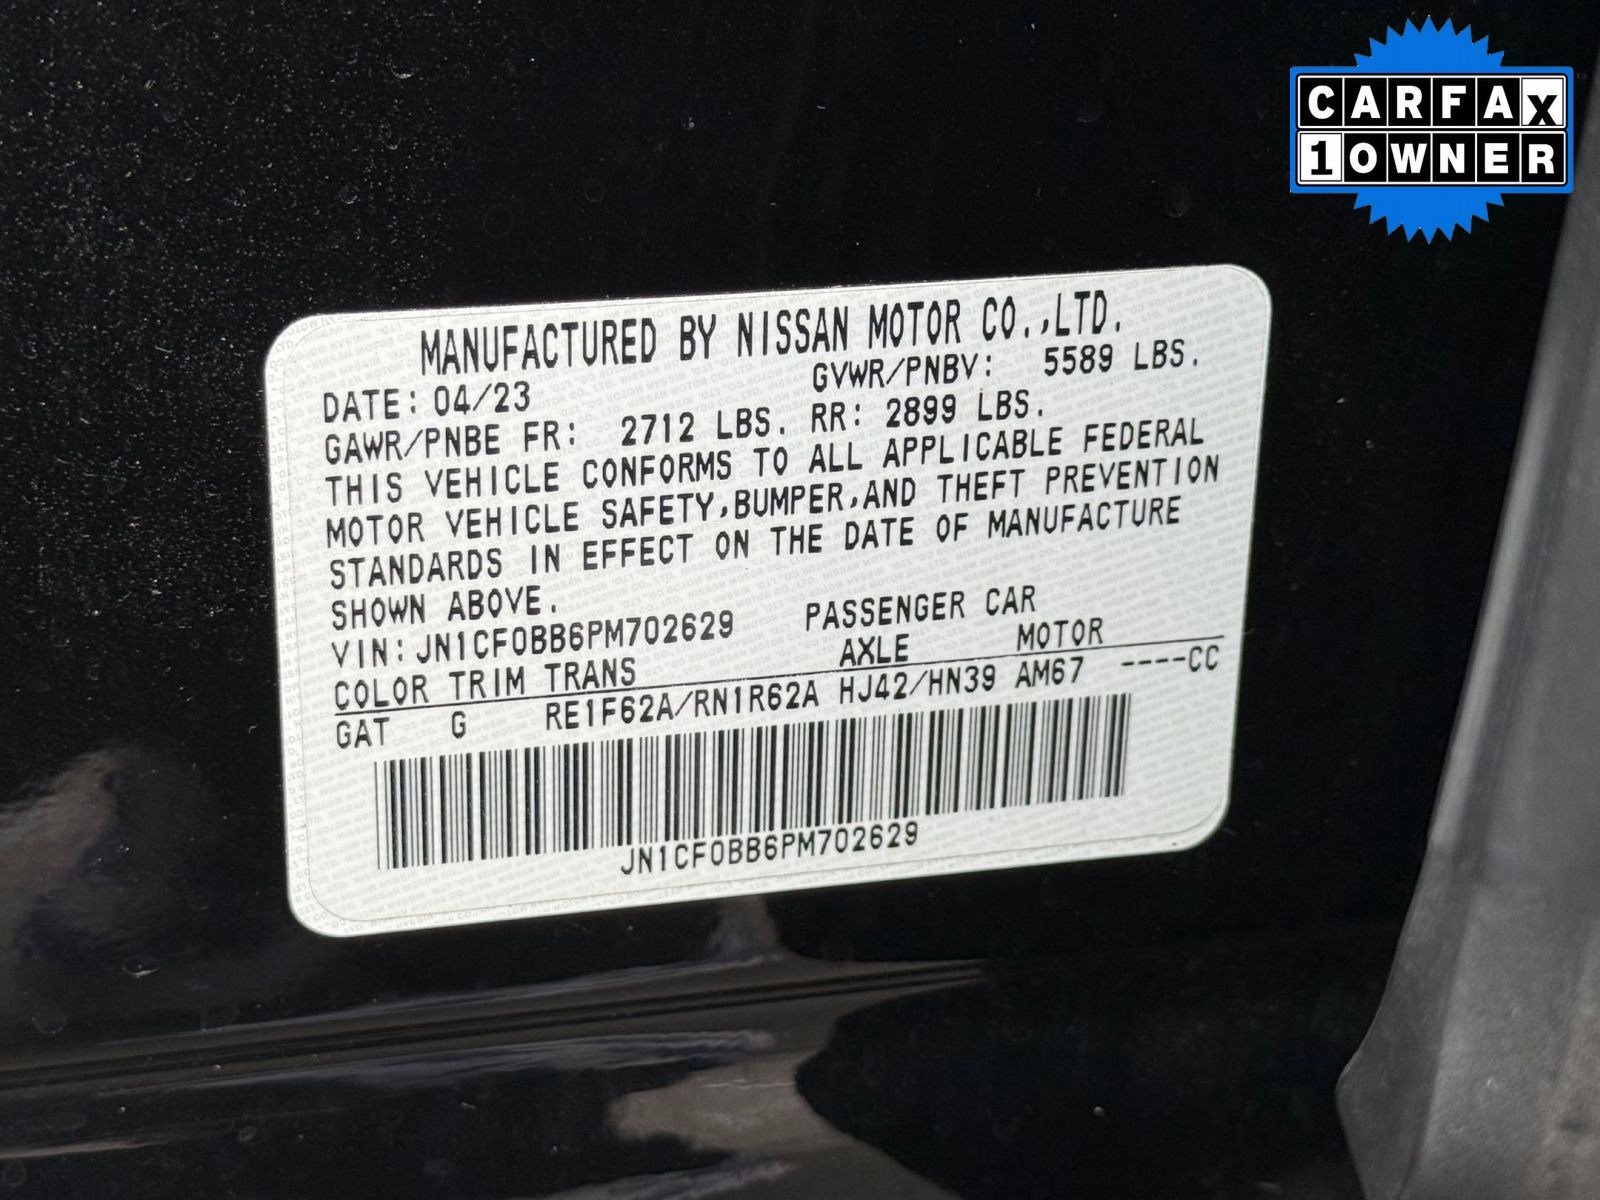 CARFAX
1 OWNER
MANUFACTURED BY NISSAN MOTOR CO.,LTD.
DATE: 04/23 GVWR/PNBV: 5589 LBS.
GAWR/PNBE FR: 2712 LBS. RR: 2899 LBS.
THIS VEHICLE CONFORMS TO ALL APPLICABLE FEDERAL
MOTOR VEHICLE SAFETY,BUMPER,AND THEFT PREVENTION
STANDARDS IN EFFECT ON THE DATE OF MANUFACTURE
SHOWN ABOVE.
VIN: JN1CF0BB6PM702629 PASSENGER CAR
COLOR TRIM TRANS AXLE MOTOR
GAT G RE1F62A/RN1R62A HJ42/HN39 AM67 ----CC
JN1CF0BB6PM702629